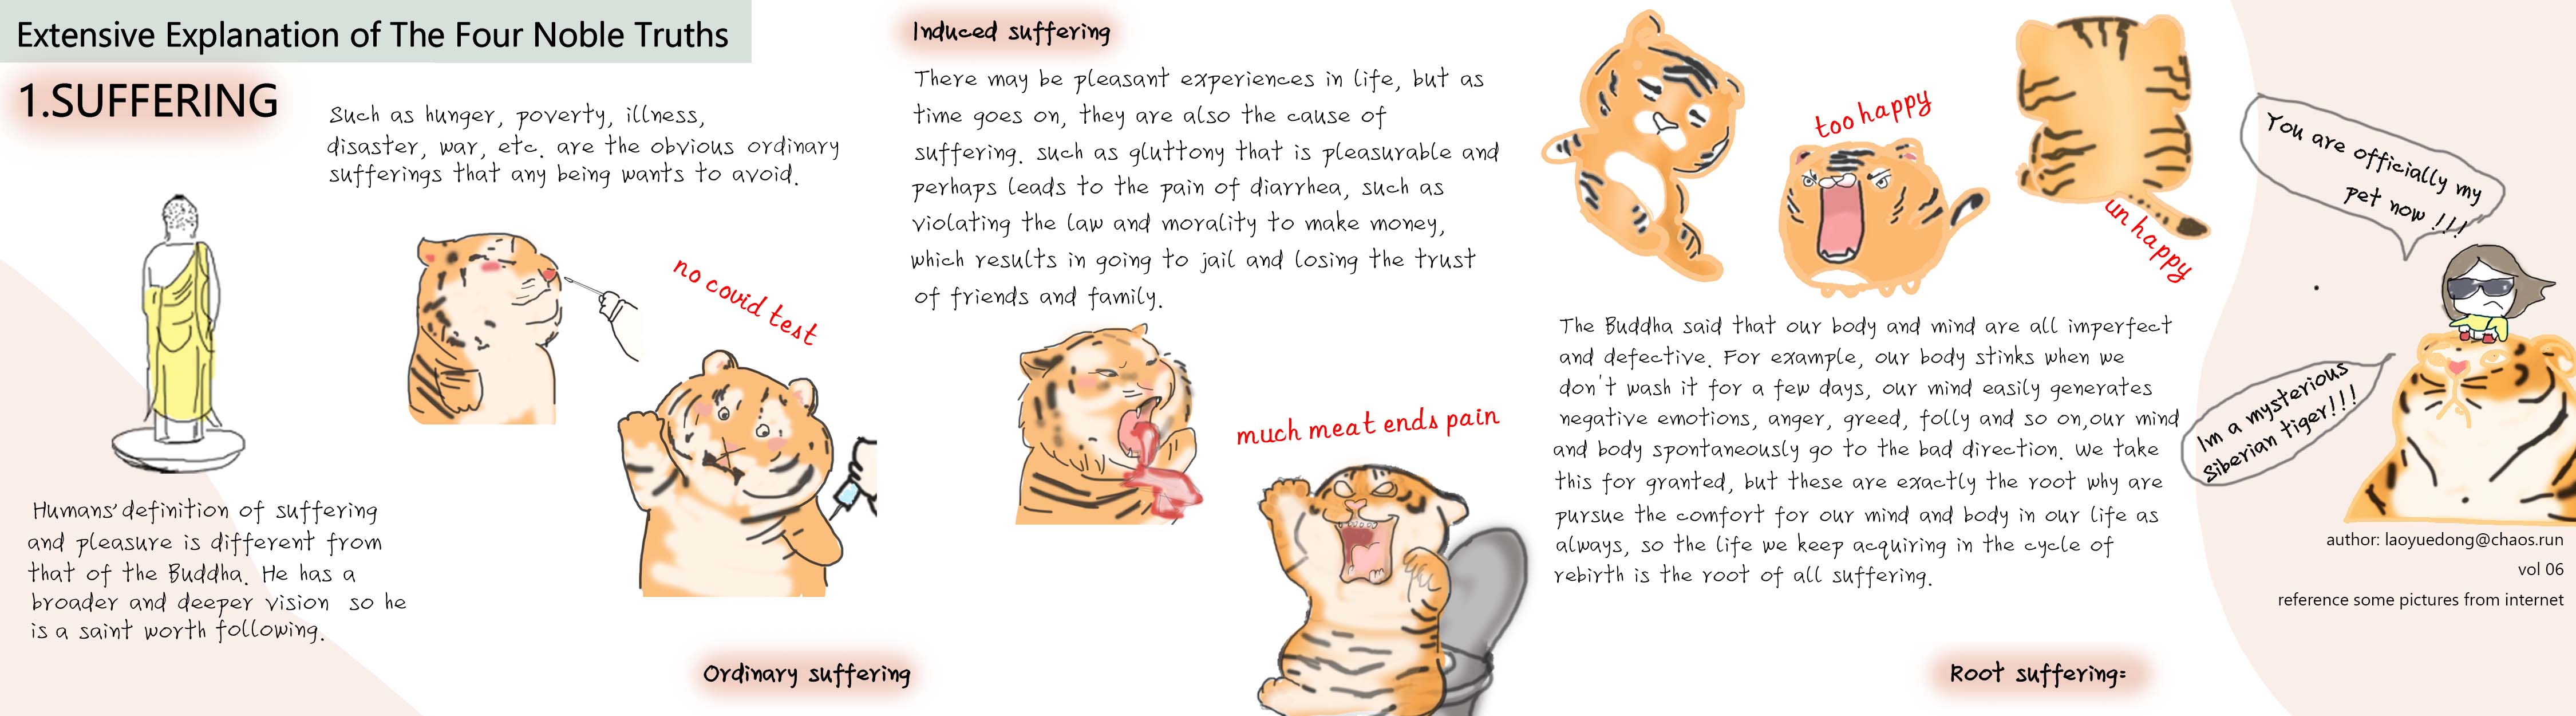 Extensive Explanation of The Four Noble Truths
1.SUFFERING
Humans' definition of suffering
and pleasure is different from
that of the Buddha. He has a
broader and deeper vision so he
is a saint worth following.
Such as hunger, poverty, illness,
disaster, war, etc. are the obvious ordinary
sufferings that any being wants to avoid.
no covid test
Ordinary suffering
Induced suffering
There may be pleasant experiences in life, but as
time goes on, they are also the cause of
suffering. such as gluttony that is pleasurable and
perhaps leads to the pain of diarrhea, such as
violating the law and morality to make money,
which results in going to jail and losing the trust
of friends and family.
much meat ends pain
too happy
un happy
The Buddha said that our body and mind are all imperfect
and defective. For example, our body stinks when we
don't wash it for a few days, our mind easily generates
negative emotions, anger, greed, folly and so on,our mind
and body spontaneously go to the bad direction. We take
this for granted, but these are exactly the root why are
pursue the comfort for our mind and body in our life as
always, so the life we keep acquiring in the cycle of
rebirth is the root of all suffering.
Root suffering:
You are officially my
pet now !!!
Im a mysterious
Siberian tiger!!!
author: laoyuedong@chaos.run
vol 06
reference some pictures from internet